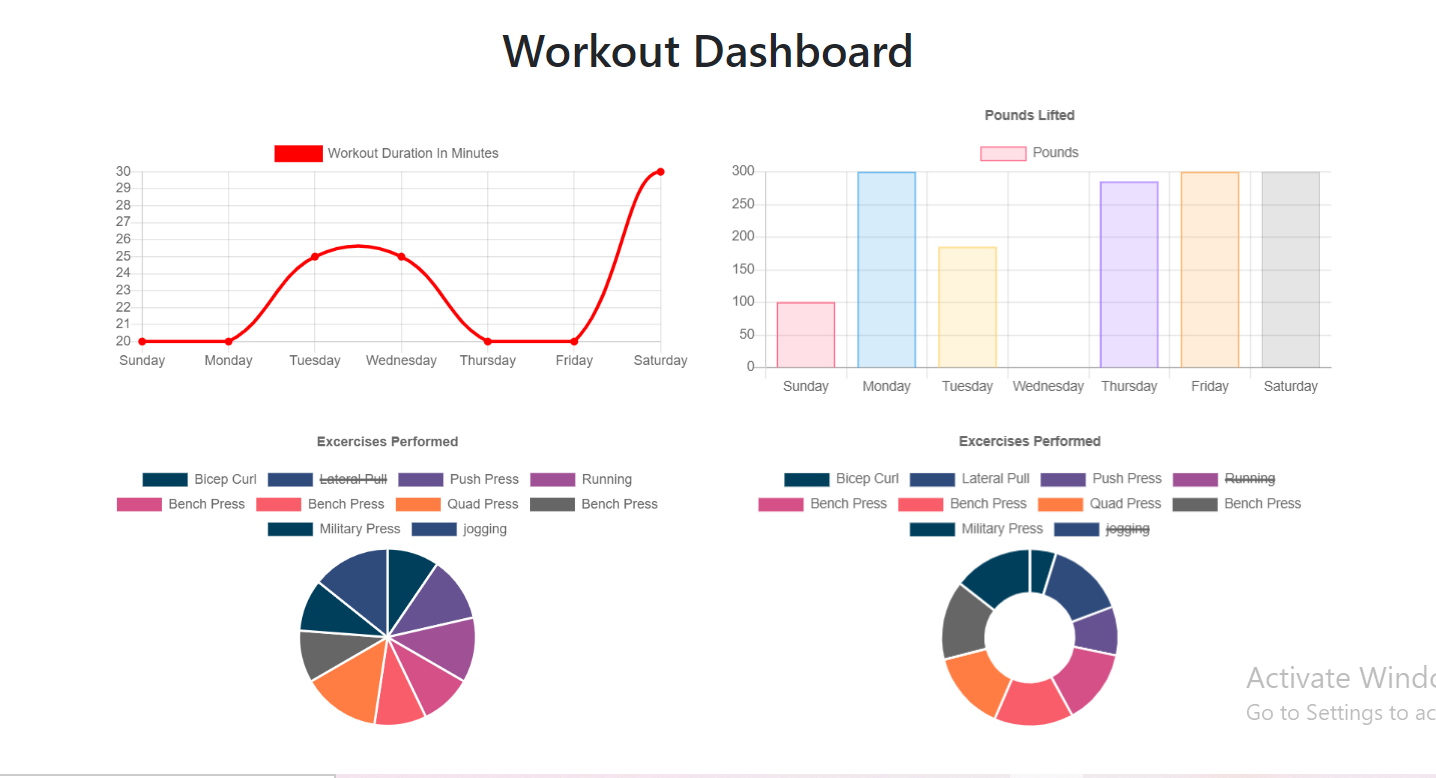 Workout Dashboard
Workout Duration In Minutes
30
29
28
27
26
25
24
23
22
21
20
Sunday Monday Tuesday Wednesday Thursday Friday Saturday
Pounds Lifted
Pounds
300
250
200
150
100
50
0
Sunday Monday Tuesday Wednesday Thursday Friday Saturday
Excercises Performed
Bicep Curl Lateral Pull Push Press Running
Bench Press Bench Press Quad Press Bench Press
Military Press jogging
Excercises Performed
Bicep Curl Lateral Pull Push Press Running
Bench Press Bench Press Quad Press Bench Press
Military Press jogging
Activate Windo
Go to Settings to ac